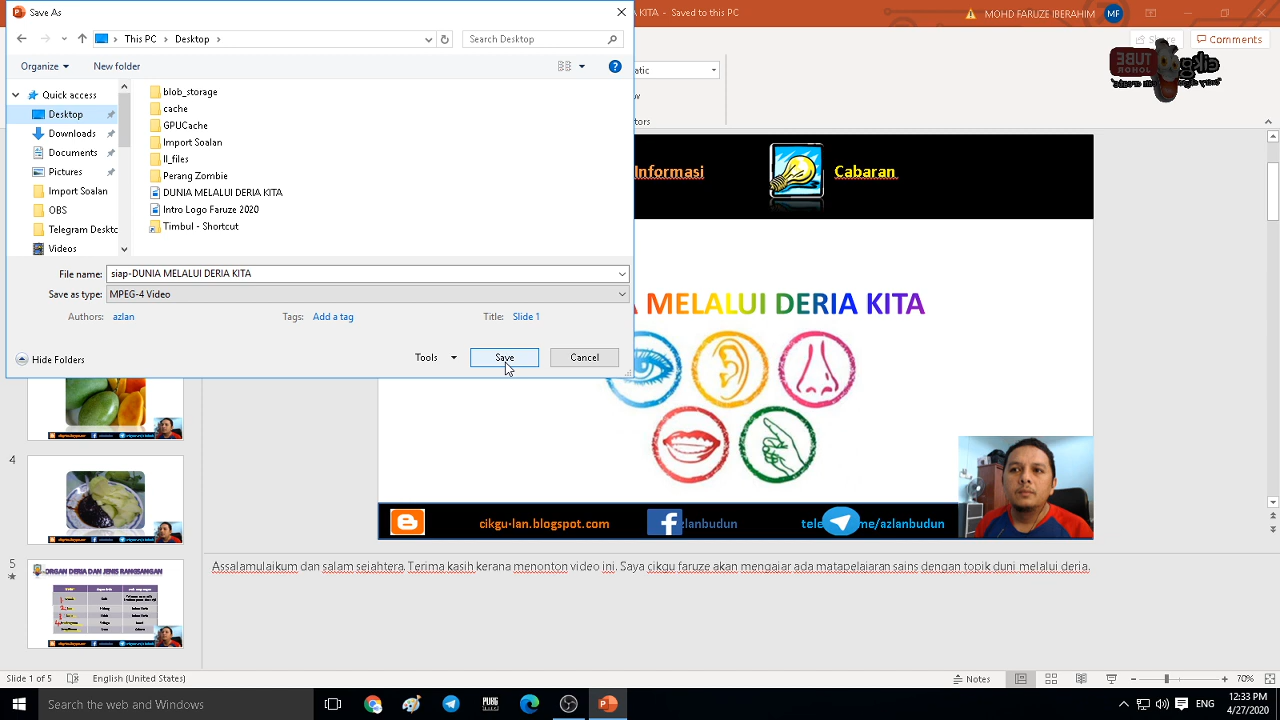 Save As
KITA - Saved to this PC
MOHD FARUZE IBERAHIM
MF
This PC
Desktop
Search Desktop
Share
Comments
Organize
New folder
Quick access
Desktop
Downloads
Documents
Pictures
Import Soalan
OBS
Telegram Deskto
Videos
blob_storage
cache
GPUCache
Import Soalan
ll_files
Perang Zombie
DUNIA MELALUI DERIA KITA
Intro Logo Faruze 2020
Timbul - Shortcut
File name:
siap-DUNIA MELALUI DERIA KITA
Save as type:
MPEG-4 Video
Authors:
azlan
Tags:
Add a tag
Title:
Slide 1
Hide Folders
Tools
Save
Cancel
Informasi
Cabaran
MELALUI DERIA KITA
cikgu-lan.blogspot.com
azlanbudun
me/azlanbudun
4
5
ORGAN DERIA DAN JENIS RANGSANGAN
Assalamulaikum dan salam sejahtera. Terima kasih kerana menonton video ini. Saya cikgu faruze akan mengajar awak mata pelajaran sains dengan topik duni melalui deria.
Slide 1 of 5
English (United States)
Notes
70%
Search the web and Windows
ENG
12:33 PM
4/27/2020